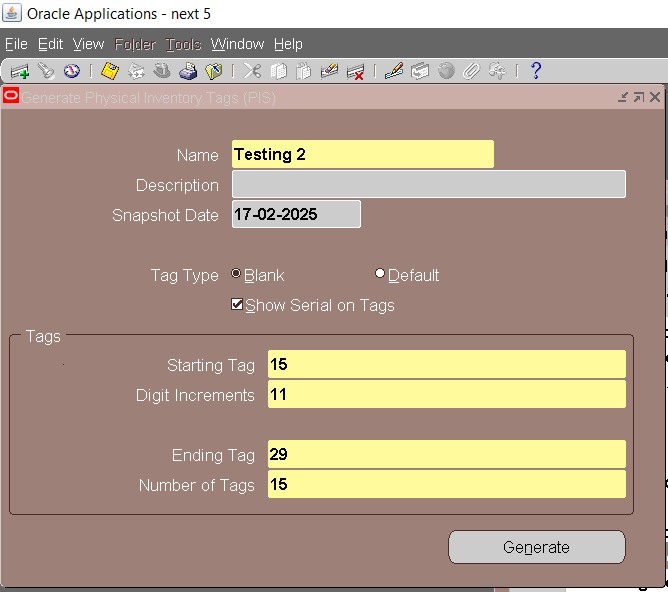 Oracle Applications - next 5
File Edit View Folder Tools Window Help
?
Generate Physical Inventory Tags (PIS)
Name Testing 2
Description
Snapshot Date 17-02-2025
Tag Type Blank Default
Show Serial on Tags
Tags
Starting Tag 15
Digit Increments 11
Ending Tag 29
Number of Tags 15
Generate